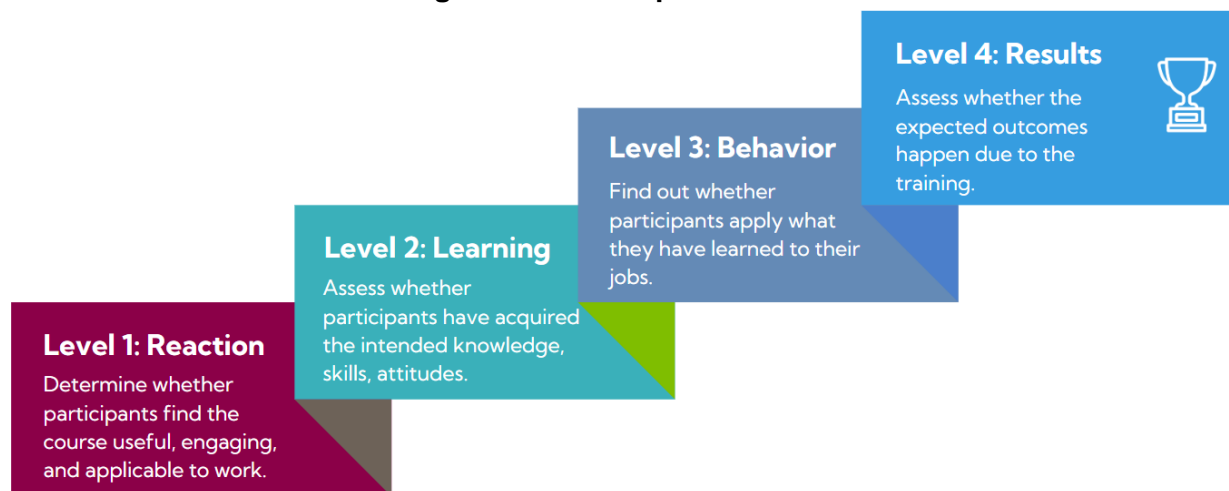 Level 4: Results
Assess whether the
expected outcomes
happen due to the
training.
Level 3: Behavior
Find out whether
participants apply what
they have learned to their
jobs.
Level 2: Learning
Assess whether
participants have acquired
the intended knowledge,
skills, attitudes.
Level 1: Reaction
Determine whether
participants find the
course useful, engaging,
and applicable to work.